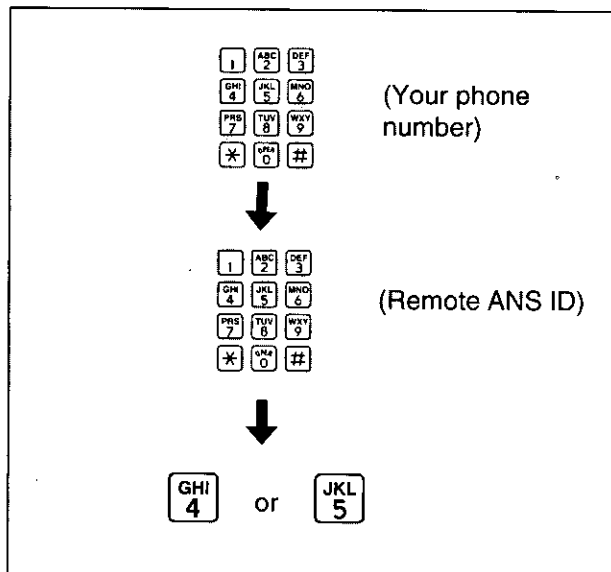 1 ABC 2 DEF 3
GHI 4 JKL 5 MNO 6
PRS 7 TUV 8 WXY 9
* OPER 0 #
(Your phone
number)
1 ABC 2 DEF 3
GHI 4 JKL 5 MNO 6
PRS 7 TUV 8 WXY 9
* OPER 0 #
(Remote ANS ID)
GHI 4 or JKL 5